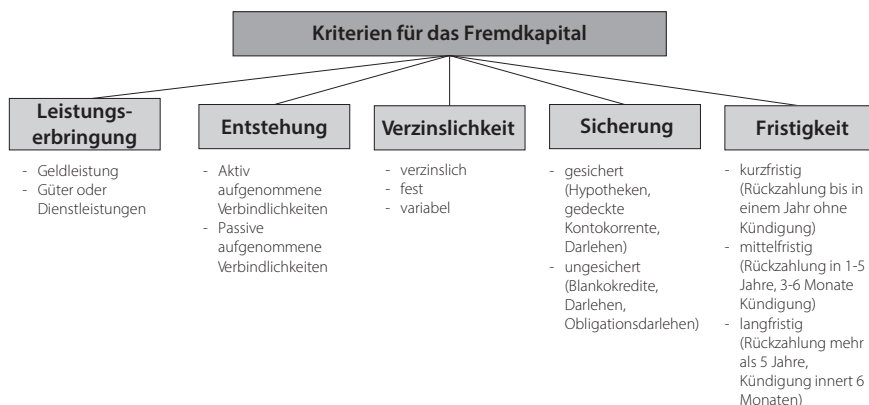 Kriterien für das Fremdkapital
Leistungs-
erbringung
- Geldleistung
- Güter oder
Dienstleistungen
Entstehung
- Aktiv
aufgenommene
Verbindlichkeiten
- Passive
aufgenommene
Verbindlichkeiten
Verzinslichkeit
- verzinslich
- fest
- variabel
Sicherung
- gesichert
(Hypotheken,
gedeckte
Kontokorrente,
Darlehen)
- ungesichert
(Blankokredite,
Darlehen,
Obligationsdarlehen)
Fristigkeit
- kurzfristig
(Rückzahlung bis in
einem Jahr ohne
Kündigung)
- mittelfristig
(Rückzahlung in 1-5
Jahre, 3-6 Monate
Kündigung)
- langfristig
(Rückzahlung mehr
als 5 Jahre,
Kündigung innert 6
Monaten)